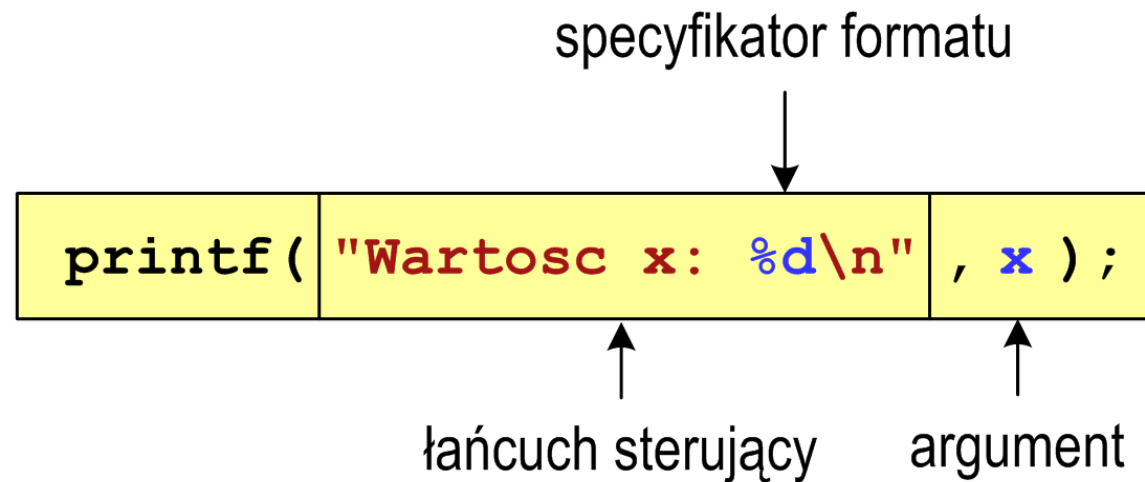 specyfikator formatu
printf( "Wartosc x: %d\n" , x );
łańcuch sterujący argument